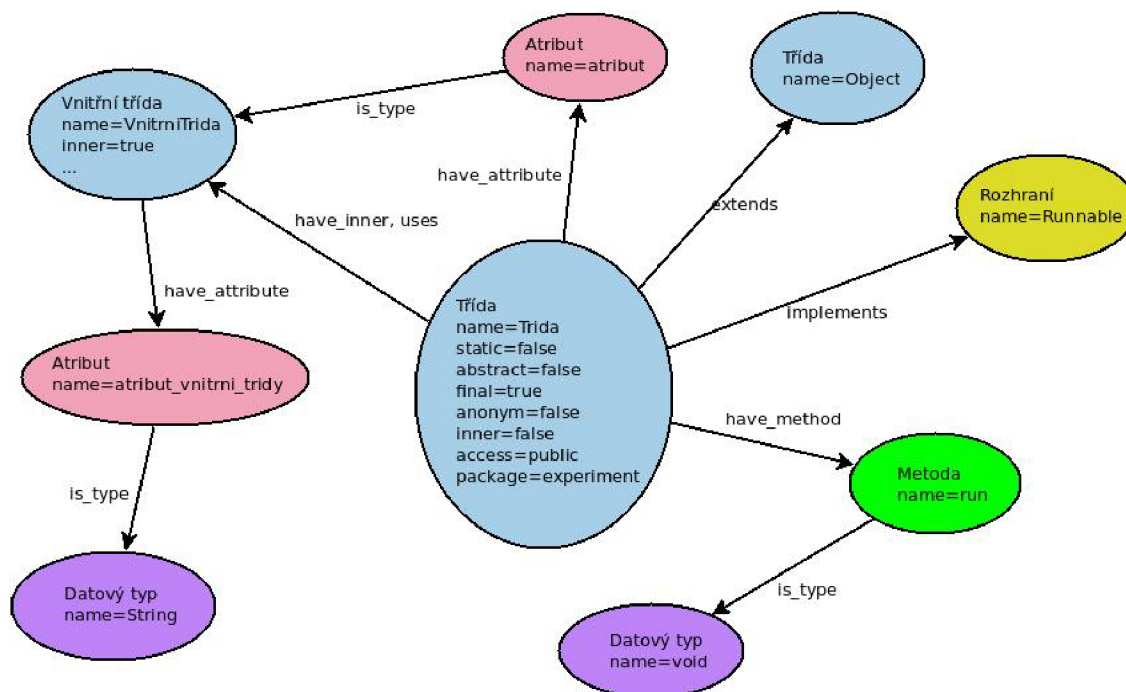 Atribut
name=atribut
Třída
name=Object
Vnitřní třída
name=VnitrniTrida
inner=true
...
is_type
have_attribute
extends
Rozhraní
name=Runnable
have_inner, uses
have_attribute
implements
Třída
name=Trida
static=false
abstract=false
final=true
anonym=false
inner=false
access=public
package=experiment
Atribut
name=atribut_vnitrni_tridy
have_method
is_type
Metoda
name=run
Datový typ
name=String
is_type
Datový typ
name=void